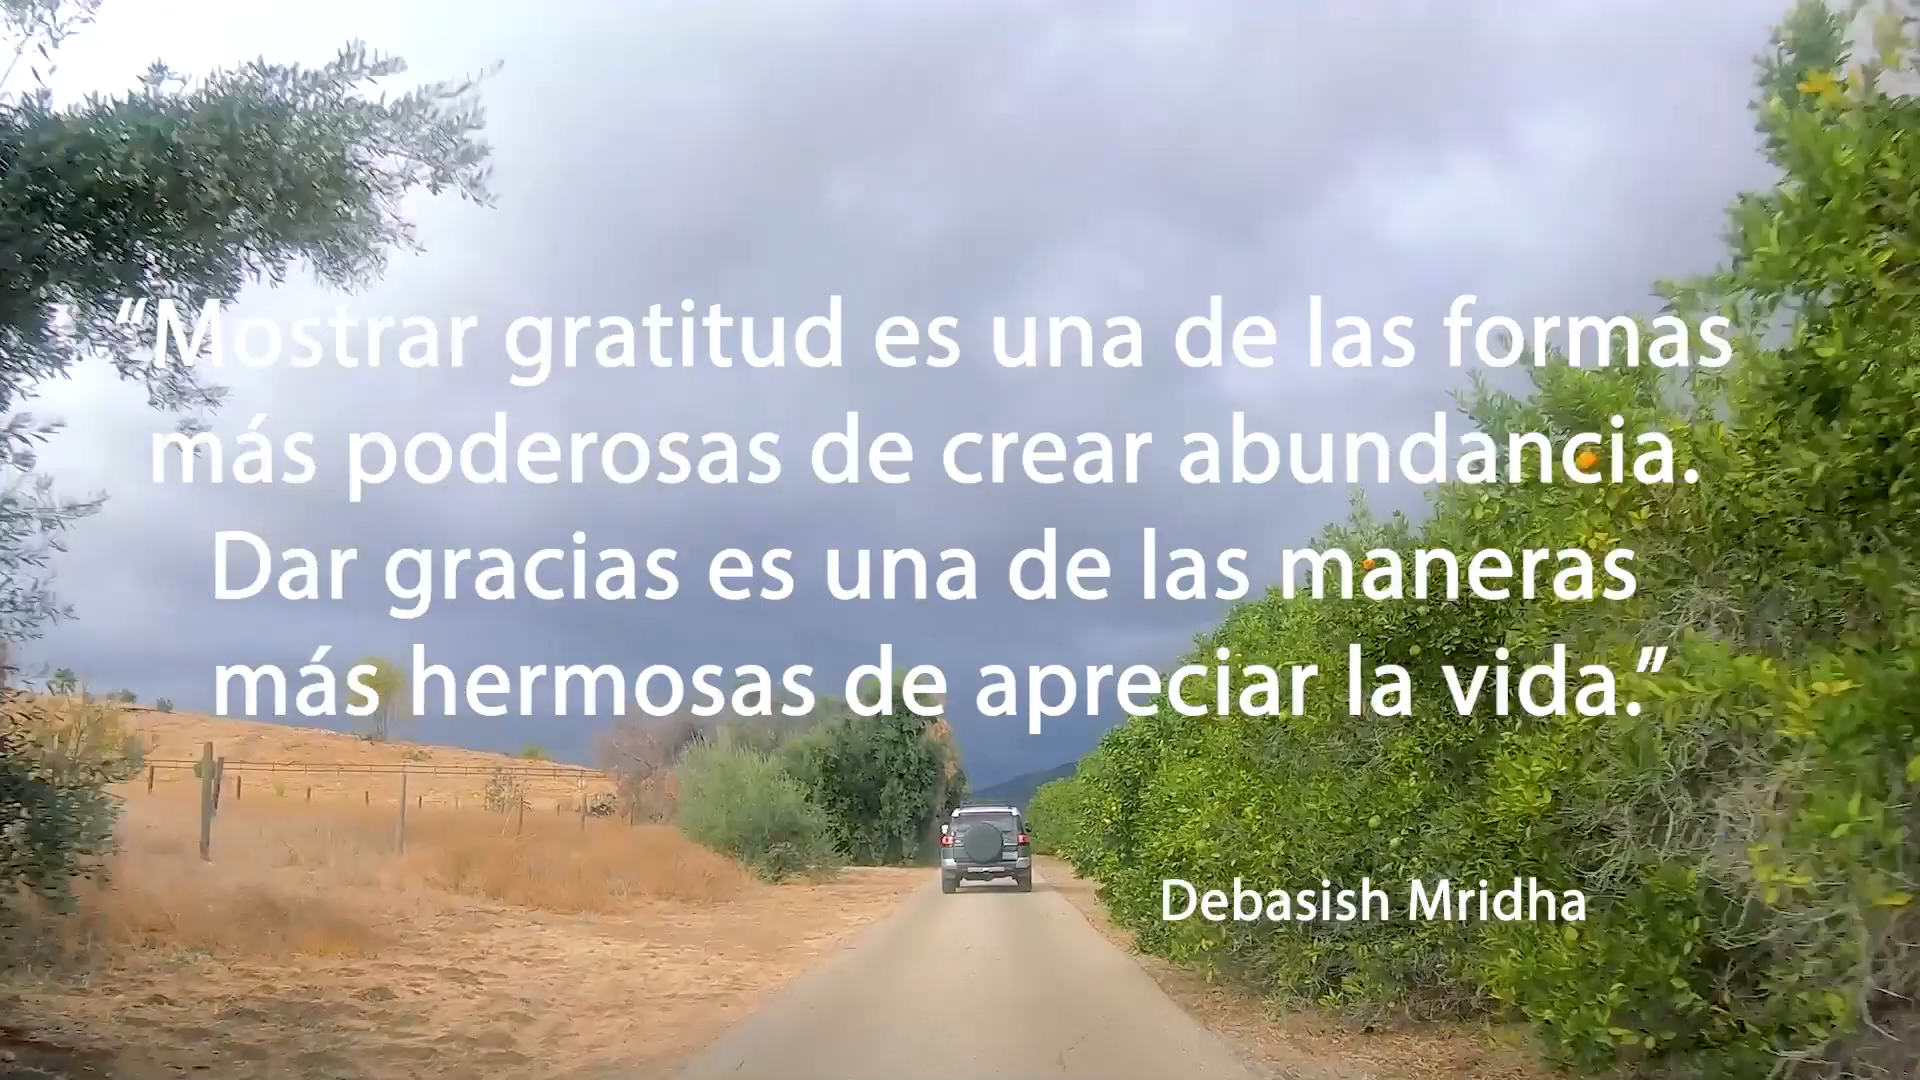 “Mostrar gratitud es una de las formas
más poderosas de crear abundancia.
Dar gracias es una de las maneras
más hermosas de apreciar la vida.”
Debasish Mridha